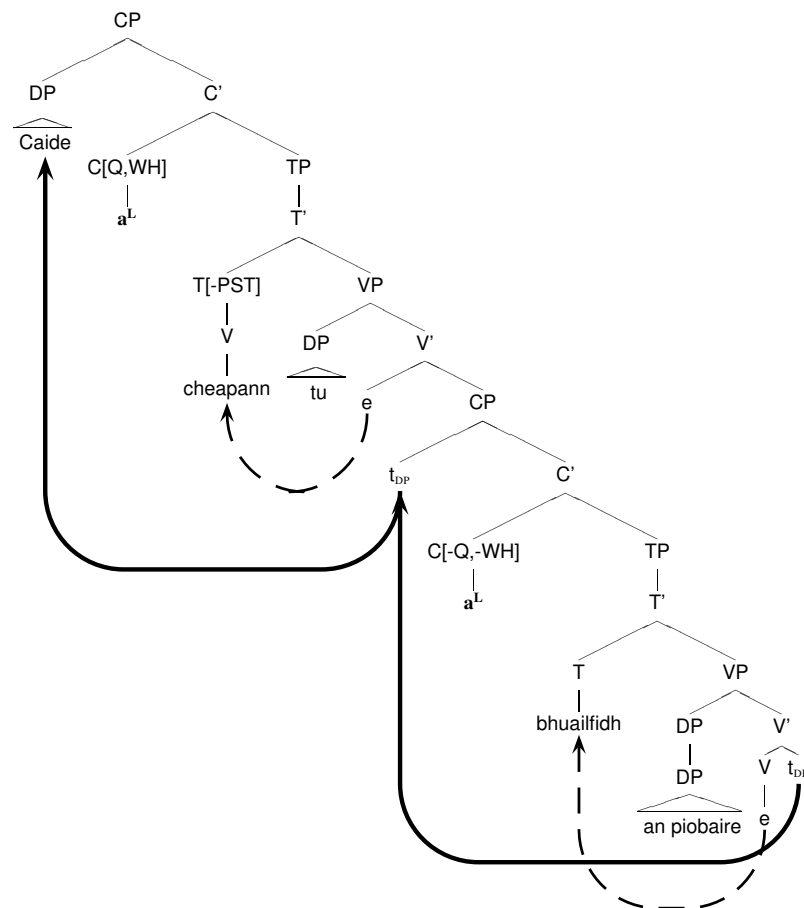 CP
DP C'
Caide
C[Q,WH] TP
a^L T'
T[-PST] VP
V DP V'
cheapann tu e CP
t_DP C'
C[-Q,-WH] TP
a^L T'
T VP
bhuailfidh DP V'
DP V t_DP
an piobaire e